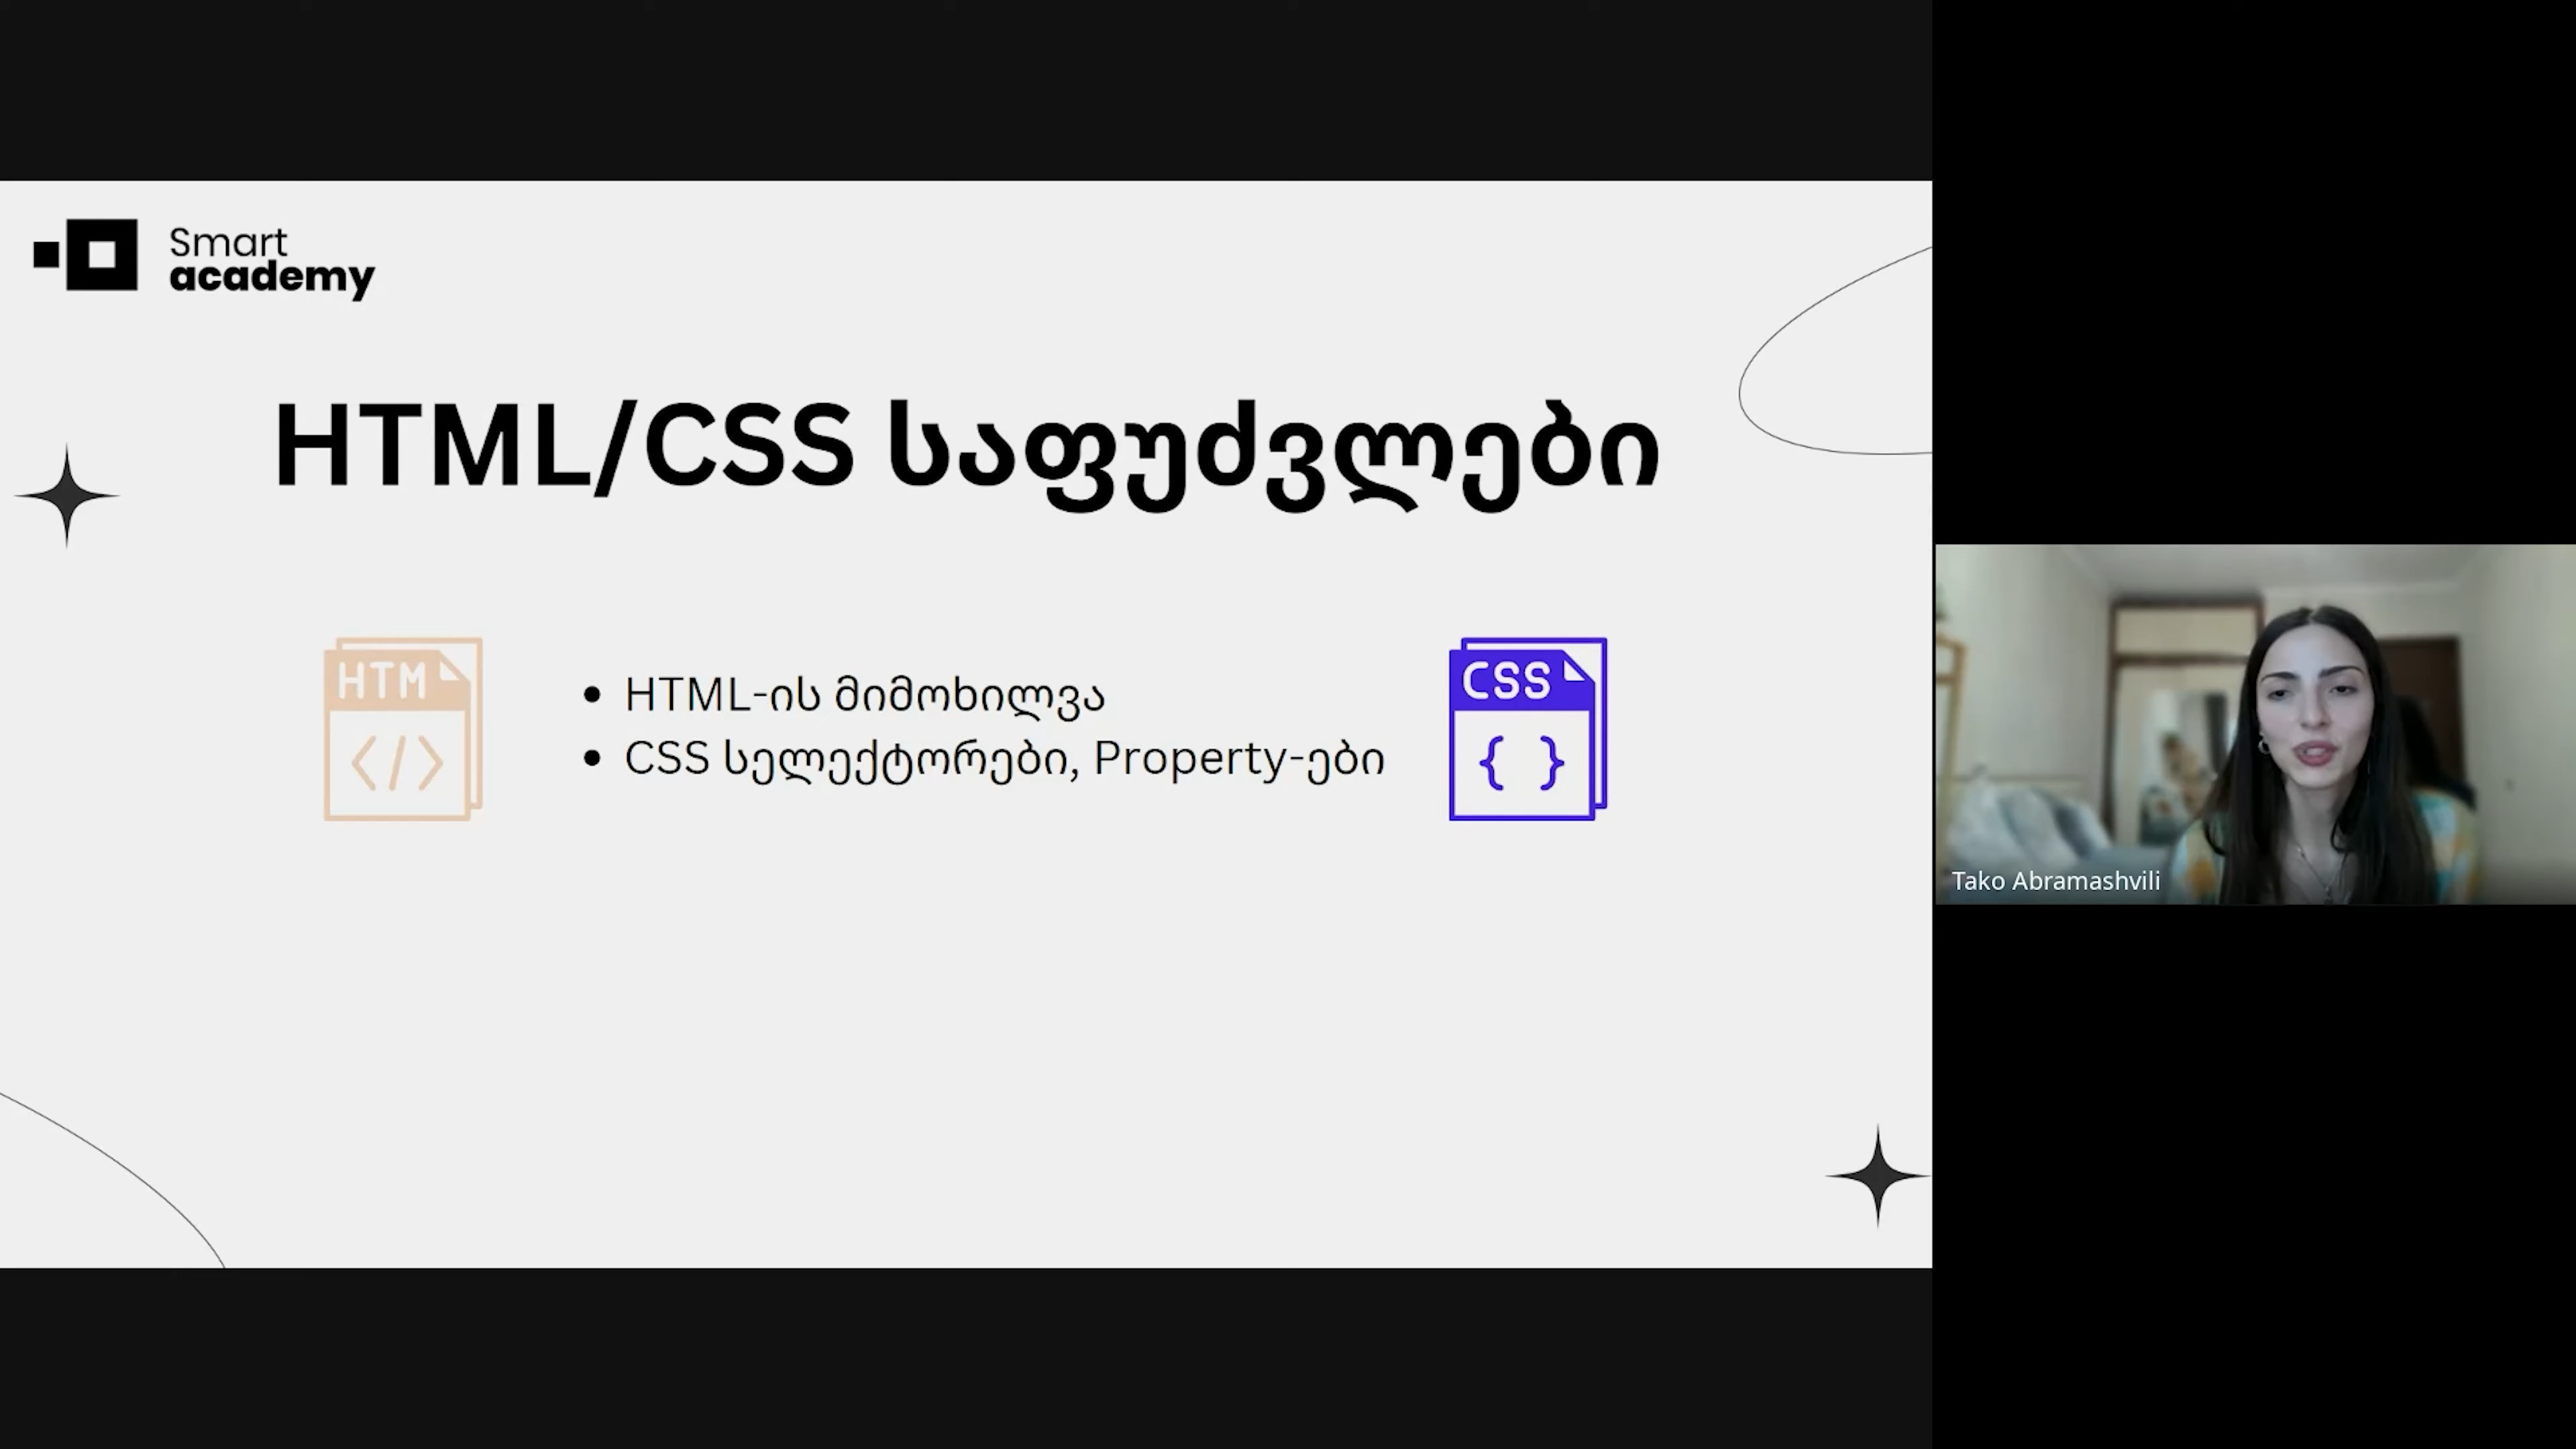 Smart
academy
HTML/CSS საფუძვლები
HTM
</>
• HTML-ის მიმოხილვა
• CSS სელექტორები, Property-ები
CSS
{ }
Tako Abramashvili